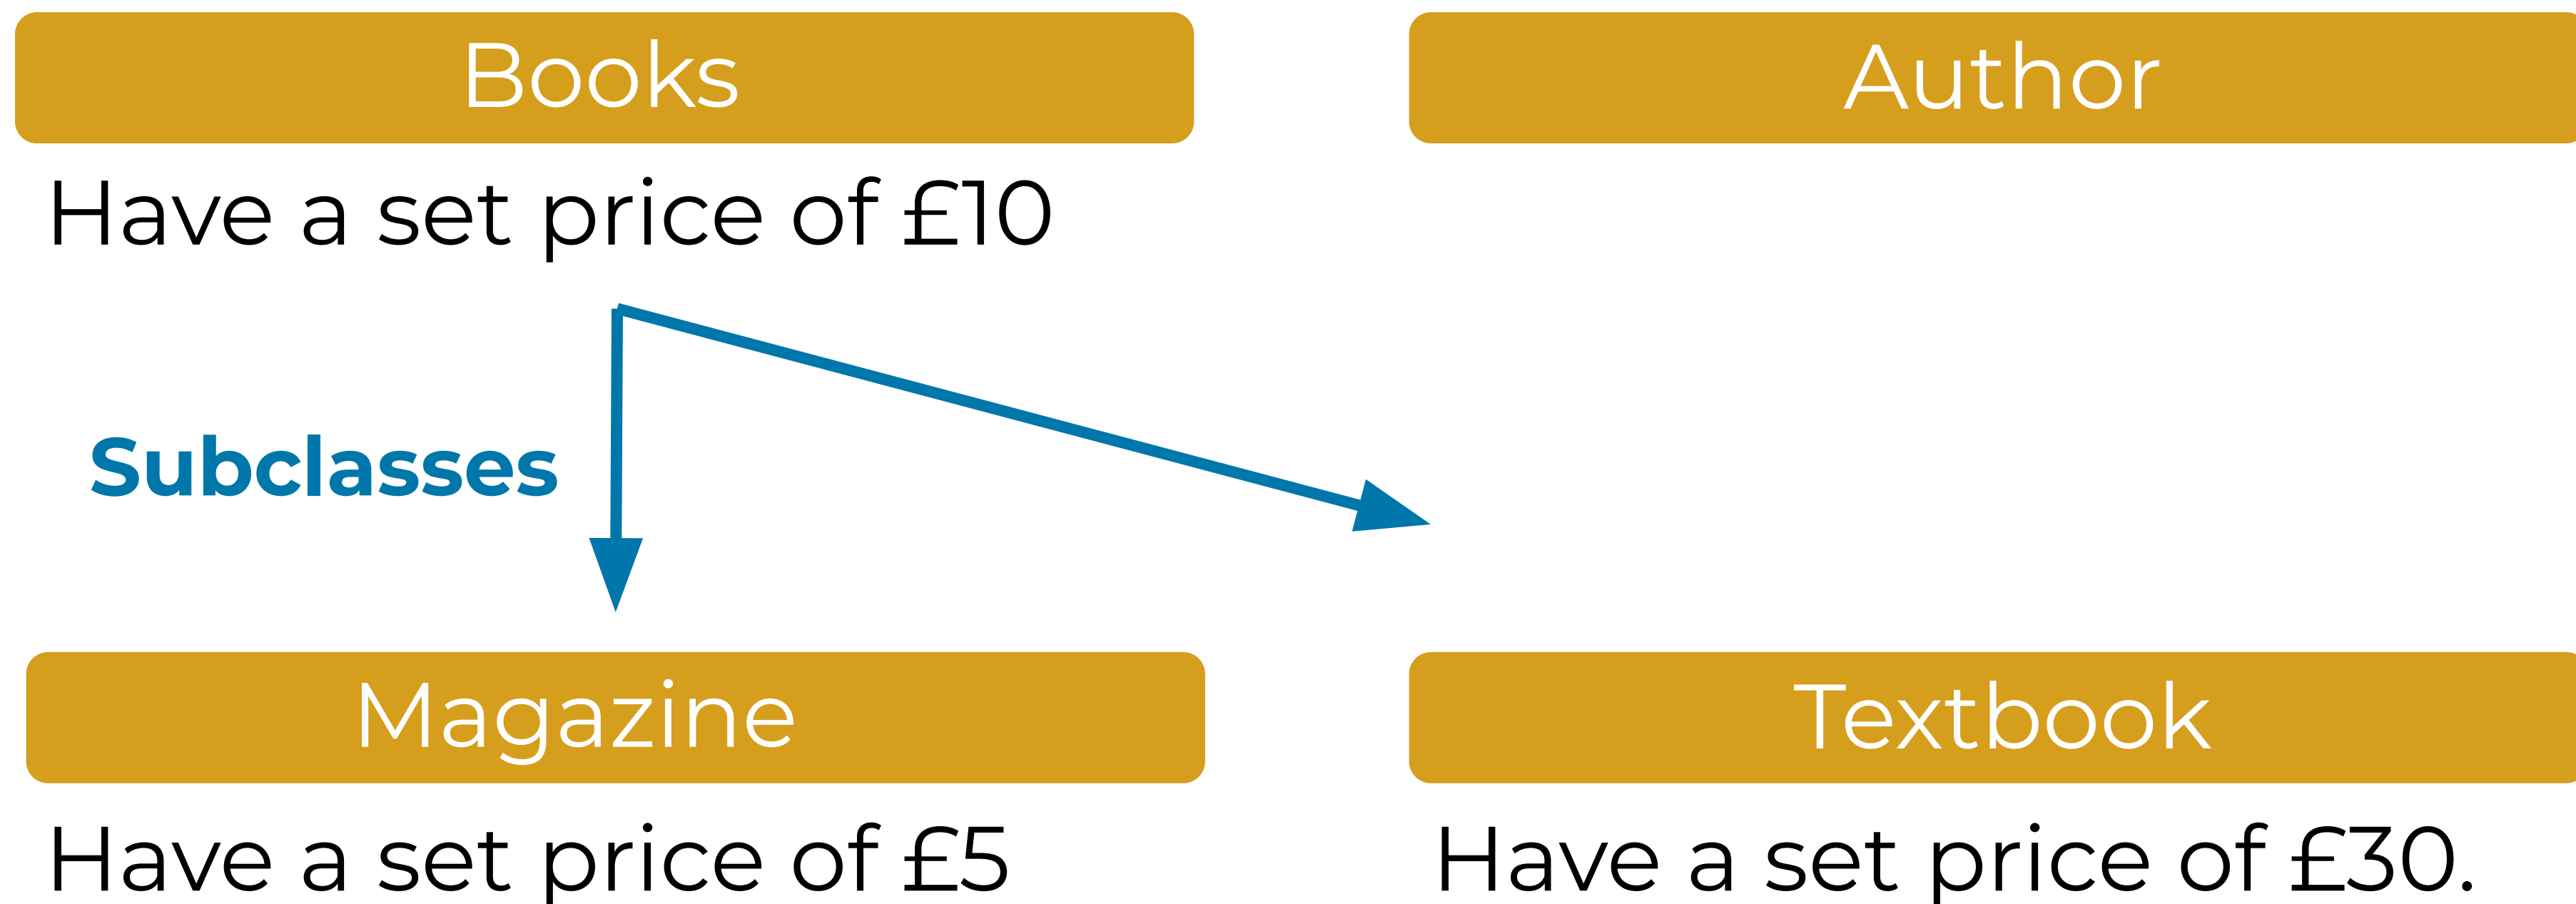 Books
Author
Have a set price of £10
Subclasses
Magazine
Textbook
Have a set price of £5
Have a set price of £30.